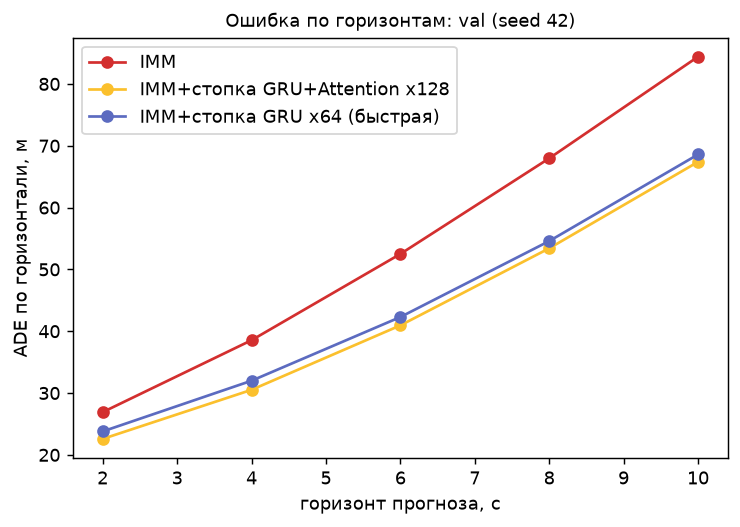 Ошибка по горизонтам: val (seed 42)
IMM
IMM+стопка GRU+Attention x128
IMM+стопка GRU x64 (быстрая)
ADE по горизонтали, м
80
70
60
50
40
30
20
2 3 4 5 6 7 8 9 10
горизонт прогноза, с